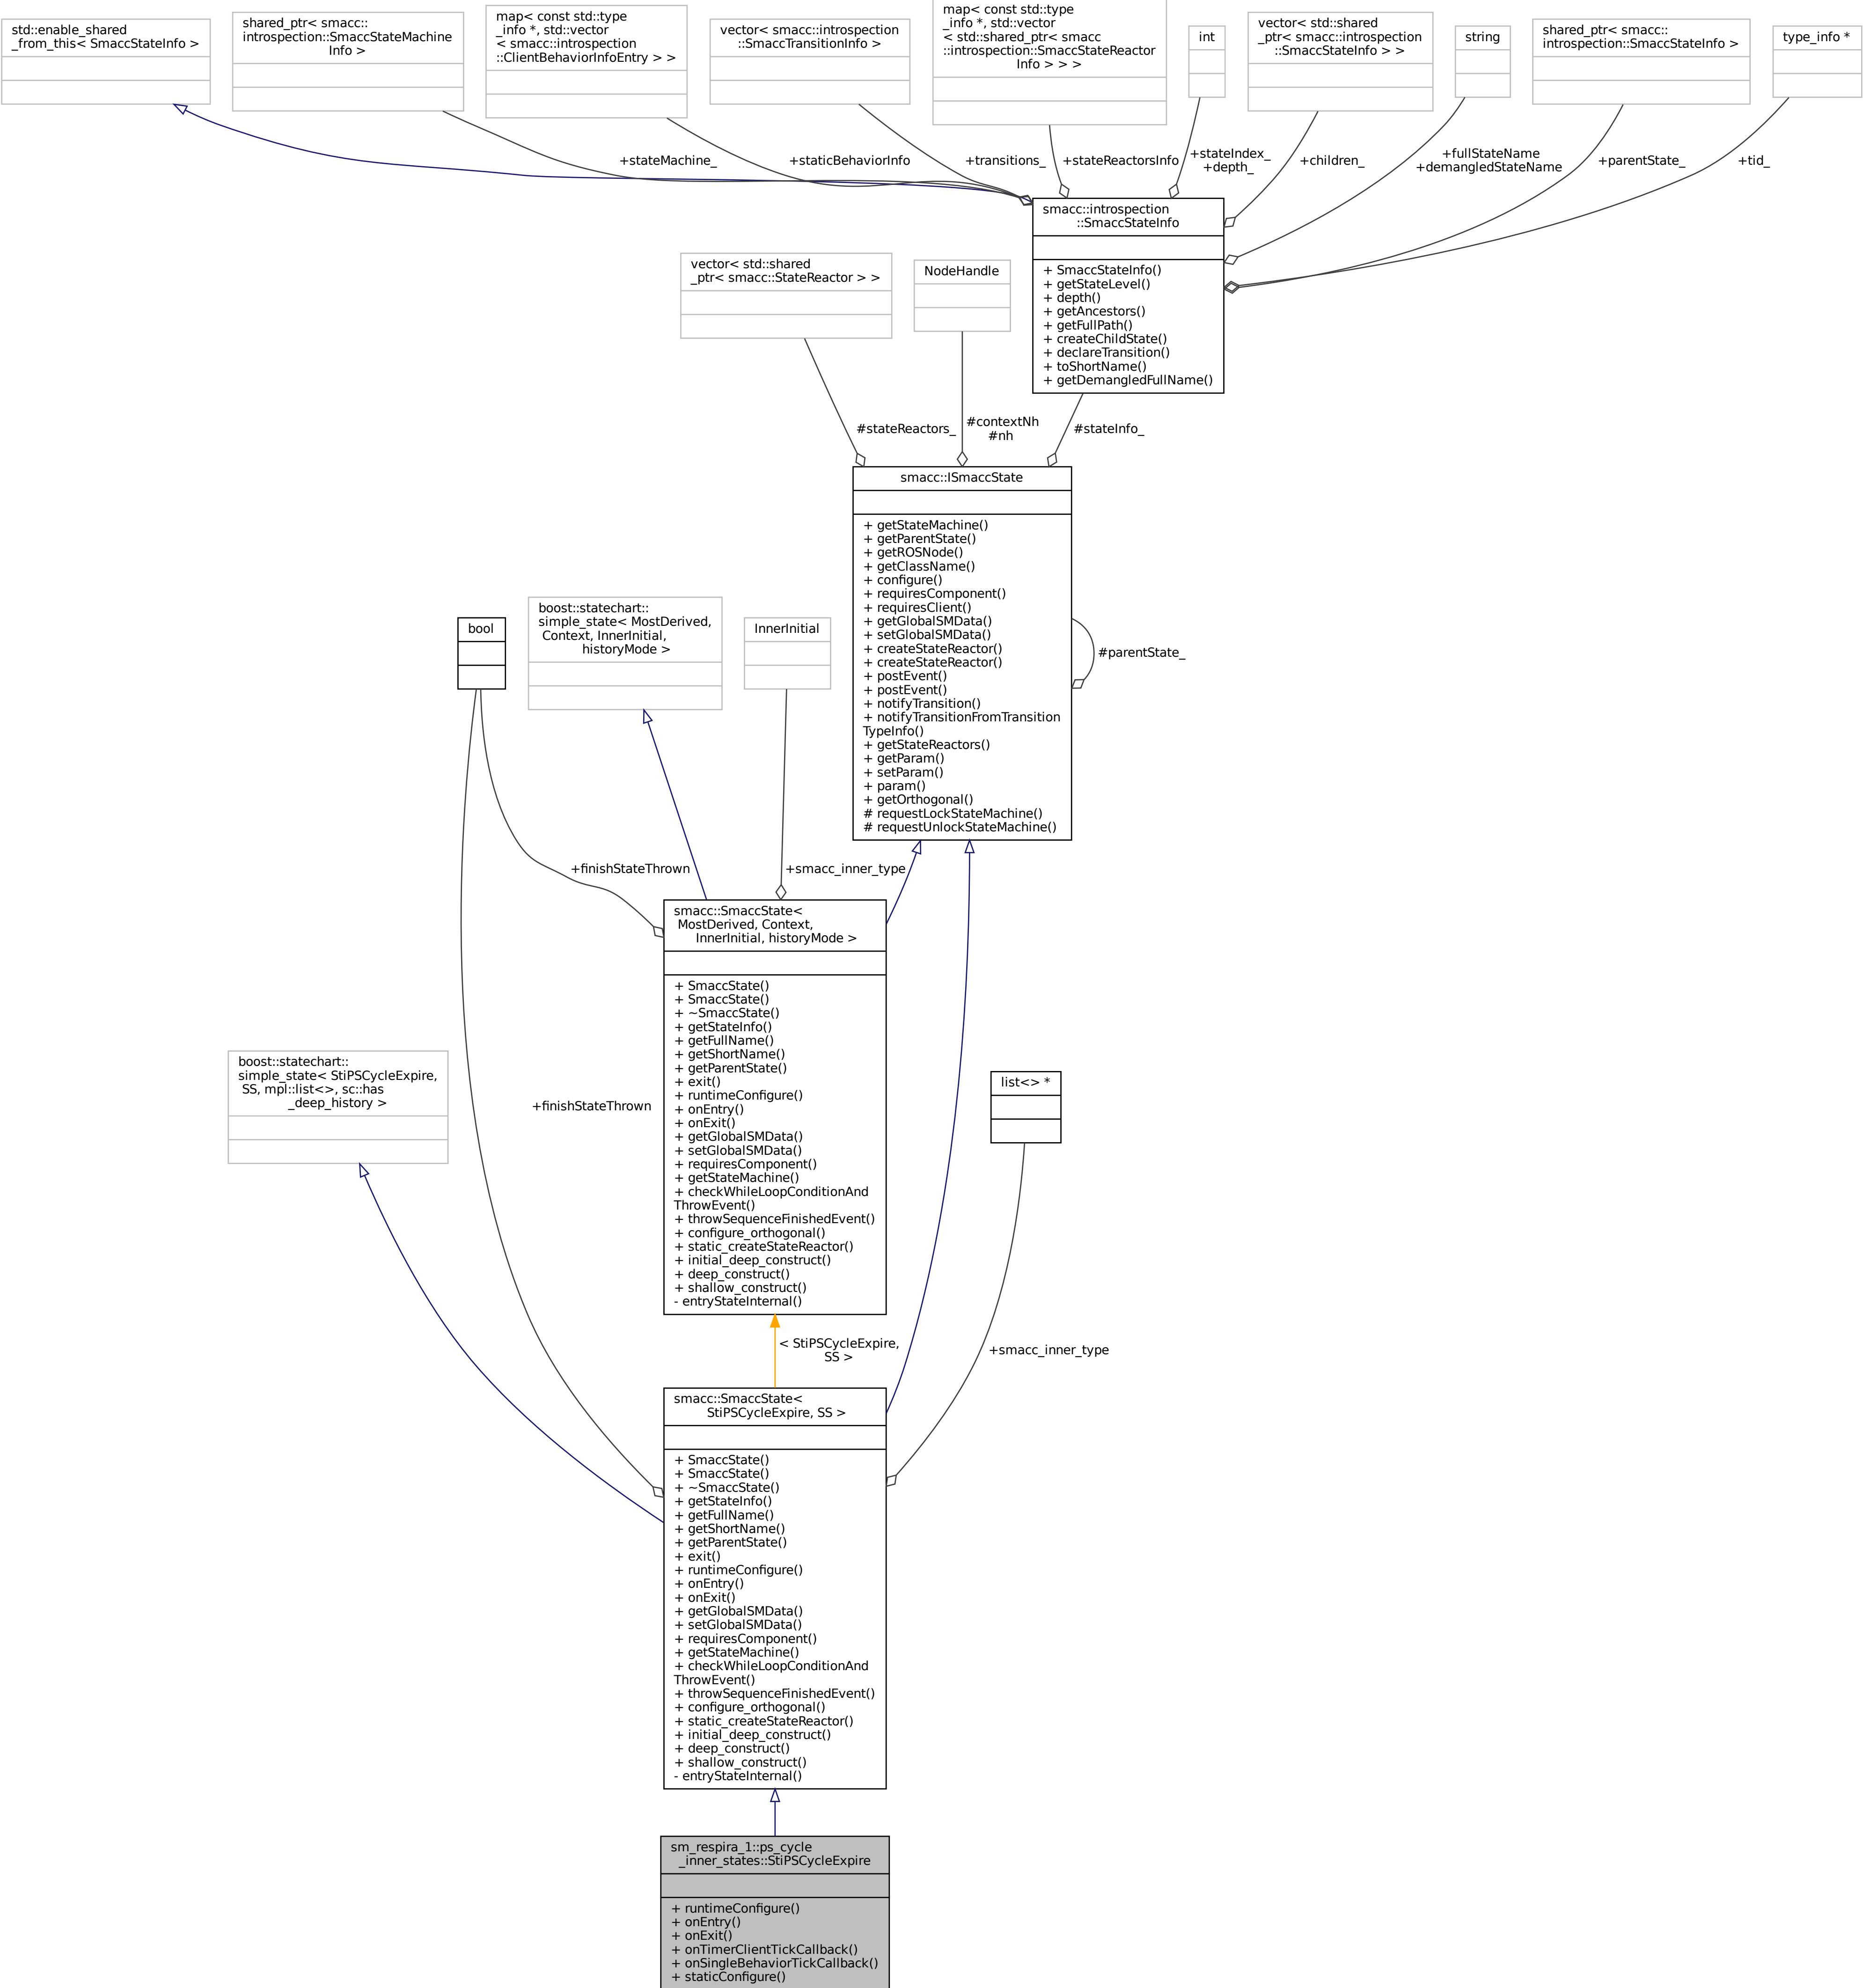 std::enable_shared
_from_this< SmaccStateInfo >
shared_ptr< smacc::
introspection::SmaccStateMachine
Info >
map< const std::type
_info *, std::vector
< smacc::introspection
::ClientBehaviorInfoEntry > >
vector< smacc::introspection
::SmaccTransitionInfo >
map< const std::type
_info *, std::vector
< std::shared_ptr< smacc
::introspection::SmaccStateReactor
Info > > >
int
vector< std::shared
_ptr< smacc::introspection
::SmaccStateInfo > >
string
shared_ptr< smacc::
introspection::SmaccStateInfo >
type_info *
+stateMachine_
+staticBehaviorInfo
+transitions_
+stateReactorsInfo
+stateIndex_
+depth_
+children_
+fullStateName
+demangledStateName
+parentState_
+tid_
smacc::introspection
::SmaccStateInfo
+ SmaccStateInfo()
+ getStateLevel()
+ depth()
+ getAncestors()
+ getFullPath()
+ createChildState()
+ declareTransition()
+ toShortName()
+ getDemangledFullName()
vector< std::shared
_ptr< smacc::StateReactor > >
NodeHandle
#stateReactors_
#contextNh
#nh
#stateInfo_
smacc::ISmaccState
+ getStateMachine()
+ getParentState()
+ getROSNode()
+ getClassName()
+ configure()
+ requiresComponent()
+ requiresClient()
+ getGlobalSMData()
+ setGlobalSMData()
+ createStateReactor()
+ createStateReactor()
+ postEvent()
+ postEvent()
+ notifyTransition()
+ notifyTransitionFromTransition
TypeInfo()
+ getStateReactors()
+ getParam()
+ setParam()
+ param()
+ getOrthogonal()
# requestLockStateMachine()
# requestUnlockStateMachine()
#parentState_
bool
boost::statechart::
simple_state< MostDerived,
Context, InnerInitial,
historyMode >
InnerInitial
+finishStateThrown
+smacc_inner_type
smacc::SmaccState<
MostDerived, Context,
InnerInitial, historyMode >
+ SmaccState()
+ SmaccState()
+ ~SmaccState()
+ getStateInfo()
+ getFullName()
+ getShortName()
+ getParentState()
+ exit()
+ runtimeConfigure()
+ onEntry()
+ onExit()
+ getGlobalSMData()
+ setGlobalSMData()
+ requiresComponent()
+ getStateMachine()
+ checkWhileLoopConditionAnd
ThrowEvent()
+ throwSequenceFinishedEvent()
+ configure_orthogonal()
+ static_createStateReactor()
+ initial_deep_construct()
+ deep_construct()
+ shallow_construct()
- entryStateInternal()
boost::statechart::
simple_state< StiPSCycleExpire,
SS, mpl::list<>, sc::has
_deep_history >
+finishStateThrown
list<> *
< StiPSCycleExpire,
SS >
+smacc_inner_type
smacc::SmaccState<
StiPSCycleExpire, SS >
+ SmaccState()
+ SmaccState()
+ ~SmaccState()
+ getStateInfo()
+ getFullName()
+ getShortName()
+ getParentState()
+ exit()
+ runtimeConfigure()
+ onEntry()
+ onExit()
+ getGlobalSMData()
+ setGlobalSMData()
+ requiresComponent()
+ getStateMachine()
+ checkWhileLoopConditionAnd
ThrowEvent()
+ throwSequenceFinishedEvent()
+ configure_orthogonal()
+ static_createStateReactor()
+ initial_deep_construct()
+ deep_construct()
+ shallow_construct()
- entryStateInternal()
sm_respira_1::ps_cycle
_inner_states::StiPSCycleExpire
+ runtimeConfigure()
+ onEntry()
+ onExit()
+ onTimerClientTickCallback()
+ onSingleBehaviorTickCallback()
+ staticConfigure()